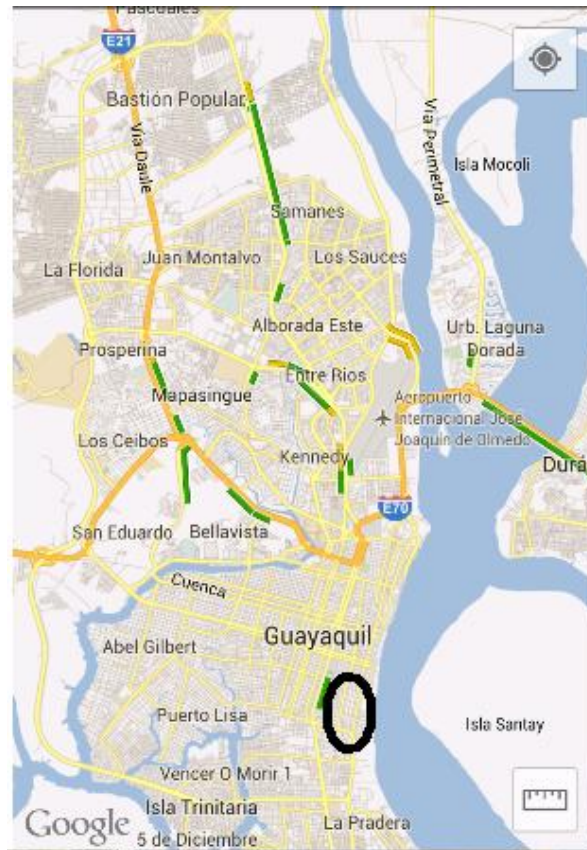 Pascuales
E21
Bastión Popular
Vía Daule
Vía Perimetral
Isla Mocoli
Samanes
Juan Montalvo
Los Sauces
La Florida
Alborada Este
Urb. Laguna
Dorada
Prosperina
Entre Rios
Mapasingue
Aeropuerto
Internacional José
Joaquín de Olmedo
Los Ceibos
Kennedy
Durá
E70
San Eduardo
Bellavista
Cuenca
Guayaquil
Abel Gilbert
Puerto Lisa
Isla Santay
Vencer O Morir 1
Isla Trinitaria
Google
5 de Diciembre
La Pradera